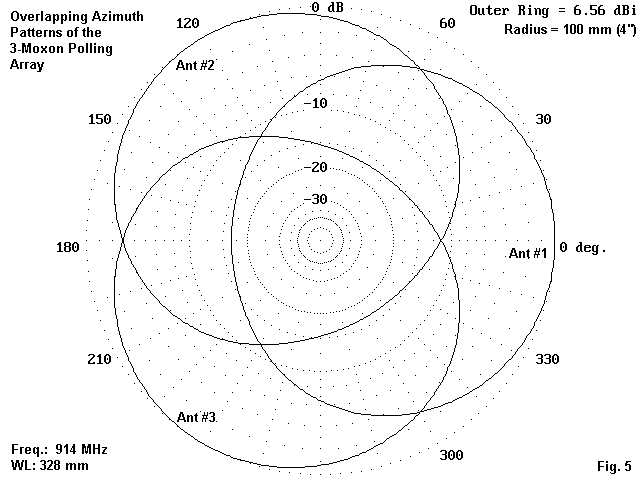 Overlapping Azimuth
Patterns of the
3-Moxon Polling
Array
0 dB
Outer Ring = 6.56 dBi
Radius = 100 mm (4")
120
60
Ant #2
-10
150
30
-20
-30
180
Ant #1
0 deg.
210
330
Ant #3
300
Freq.: 914 MHz
WL: 328 mm
Fig. 5